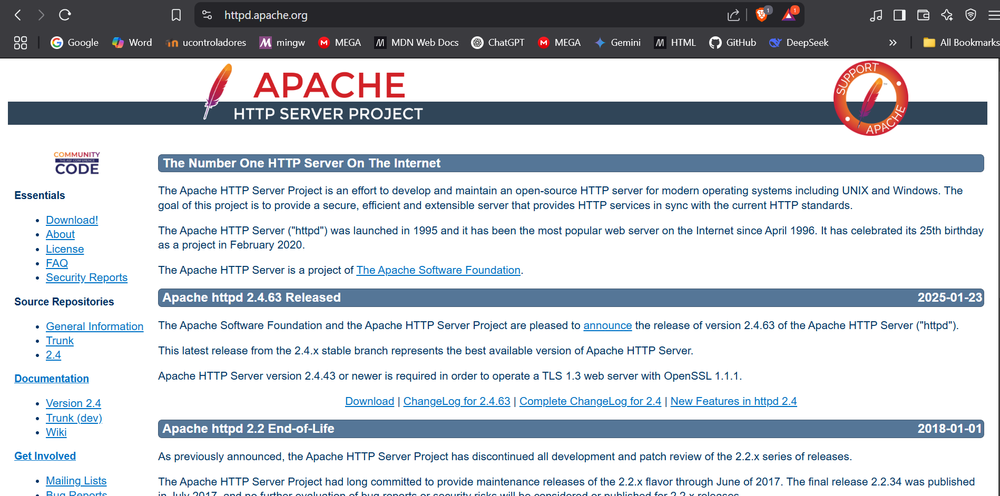 httpd.apache.org
1
1
Google
Word
ucontroladores
mingw
MEGA
MDN Web Docs
ChatGPT
MEGA
Gemini
HTML
GitHub
DeepSeek
»
All Bookmarks
APACHE
HTTP SERVER PROJECT
SUPPORT
APACHE
COMMUNITY
THE ASF CONFERENCE
CODE
Essentials
Download!
About
License
FAQ
Security Reports
Source Repositories
General Information
Trunk
2.4
Documentation
Version 2.4
Trunk (dev)
Wiki
Get Involved
Mailing Lists
Bug Reports
The Number One HTTP Server On The Internet
The Apache HTTP Server Project is an effort to develop and maintain an open-source HTTP server for modern operating systems including UNIX and Windows. The
goal of this project is to provide a secure, efficient and extensible server that provides HTTP services in sync with the current HTTP standards.
The Apache HTTP Server ("httpd") was launched in 1995 and it has been the most popular web server on the Internet since April 1996. It has celebrated its 25th birthday
as a project in February 2020.
The Apache HTTP Server is a project of The Apache Software Foundation.
Apache httpd 2.4.63 Released 2025-01-23
The Apache Software Foundation and the Apache HTTP Server Project are pleased to announce the release of version 2.4.63 of the Apache HTTP Server ("httpd").
This latest release from the 2.4.x stable branch represents the best available version of Apache HTTP Server.
Apache HTTP Server version 2.4.43 or newer is required in order to operate a TLS 1.3 web server with OpenSSL 1.1.1.
Download | ChangeLog for 2.4.63 | Complete ChangeLog for 2.4 | New Features in httpd 2.4
Apache httpd 2.2 End-of-Life 2018-01-01
As previously announced, the Apache HTTP Server Project has discontinued all development and patch review of the 2.2.x series of releases.
The Apache HTTP Server Project had long committed to provide maintenance releases of the 2.2.x flavor through June of 2017. The final release 2.2.34 was published
in July 2017, and no further evaluation of bug reports or security risks will be considered or published for 2.2.x releases.